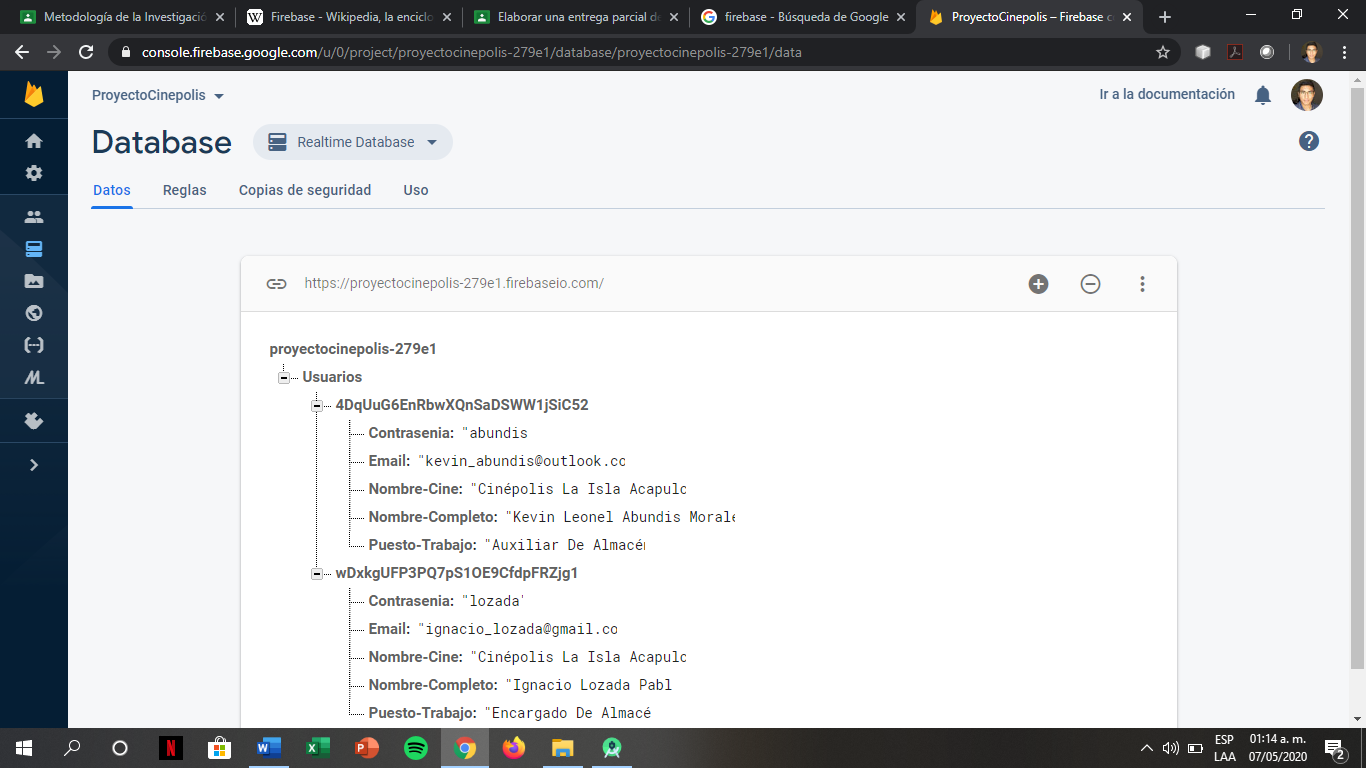 Metodología de la Investigació
Firebase - Wikipedia, la enciclo
Elaborar una entrega parcial de
firebase - Búsqueda de Google
ProyectoCinepolis – Firebase c
console.firebase.google.com/u/0/project/proyectocinepolis-279e1/database/proyectocinepolis-279e1/data
ProyectoCinepolis
Ir a la documentación
Database
Realtime Database
Datos
Reglas
Copias de seguridad
Uso
https://proyectocinepolis-279e1.firebaseio.com/
proyectocinepolis-279e1
Usuarios
4DqUuG6EnRbwXQnSaDSWW1jSiC52
Contrasenia: "abundis
Email: "kevin_abundis@outlook.co
Nombre-Cine: "Cinépolis La Isla Acapulc
Nombre-Completo: "Kevin Leonel Abundis Morale
Puesto-Trabajo: "Auxiliar De Almacén
wDxkgUFP3PQ7pS1OE9CfdpFRZjg1
Contrasenia: "lozada"
Email: "ignacio_lozada@gmail.co
Nombre-Cine: "Cinépolis La Isla Acapulc
Nombre-Completo: "Ignacio Lozada Pabl
Puesto-Trabajo: "Encargado De Almacé
ESP
LAA
01:14 a. m.
07/05/2020
2